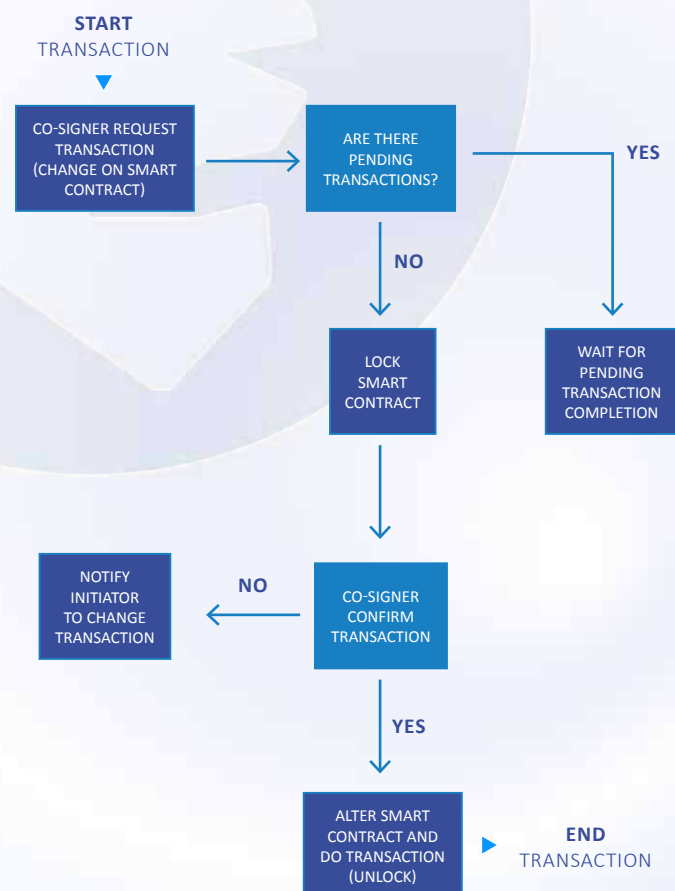 START
TRANSACTION
CO-SIGNER REQUEST
TRANSACTION
(CHANGE ON SMART
CONTRACT)
ARE THERE
PENDING
TRANSACTIONS?
YES
NO
LOCK
SMART
CONTRACT
WAIT FOR
PENDING
TRANSACTION
COMPLETION
NOTIFY
INITIATOR
TO CHANGE
TRANSACTION
NO
CO-SIGNER
CONFIRM
TRANSACTION
YES
ALTER SMART
CONTRACT AND
DO TRANSACTION
(UNLOCK)
END
TRANSACTION